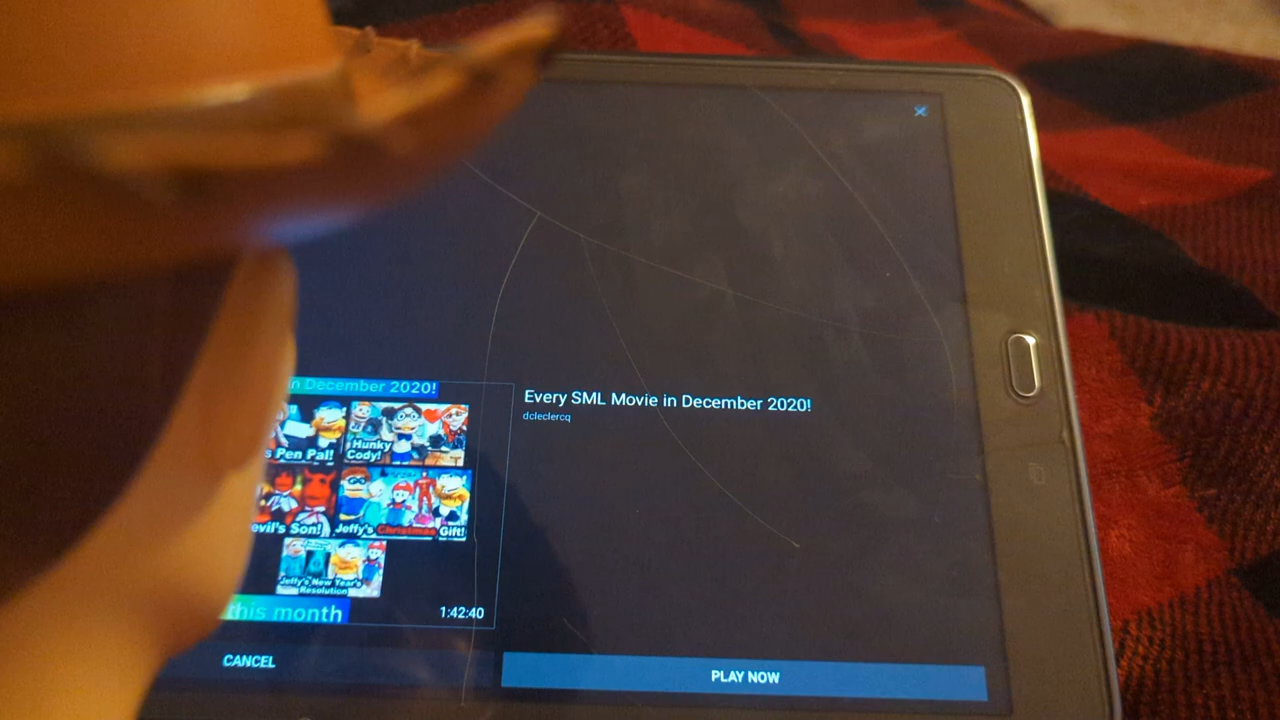 in December 2020!
s Pen Pal!
Hunky
Cody!
evil's Son!
Jeffy's Christmas Gift!
Jeffy's New Year's
Resolution
this month
1:42:40
Every SML Movie in December 2020!
dcleclercq
CANCEL
PLAY NOW